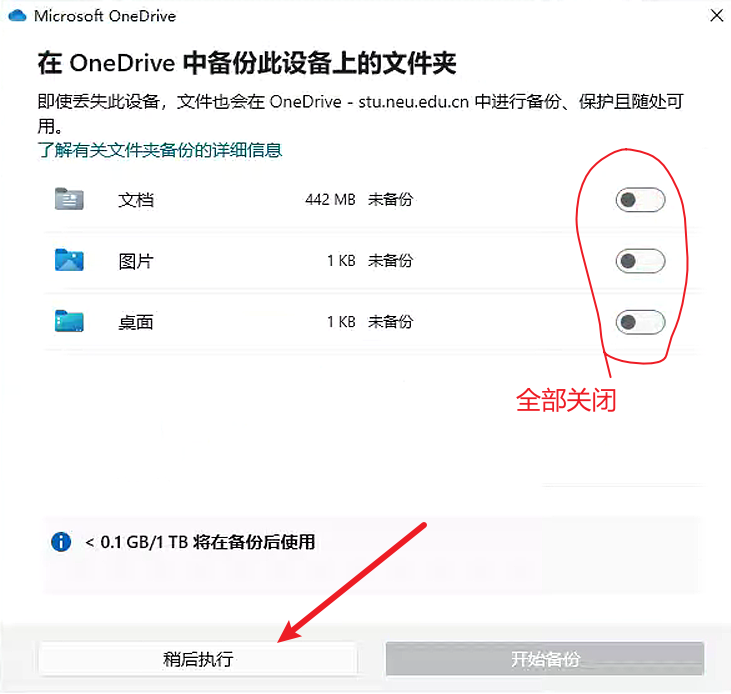 Microsoft OneDrive
在 OneDrive 中备份此设备上的文件夹
即使丢失此设备，文件也会在 OneDrive - stu.neu.edu.cn 中进行备份、保护且随处可
用。
了解有关文件夹备份的详细信息
文档 442 MB 未备份
图片 1 KB 未备份
桌面 1 KB 未备份
全部关闭
< 0.1 GB/1 TB 将在备份后使用
稍后执行 开始备份